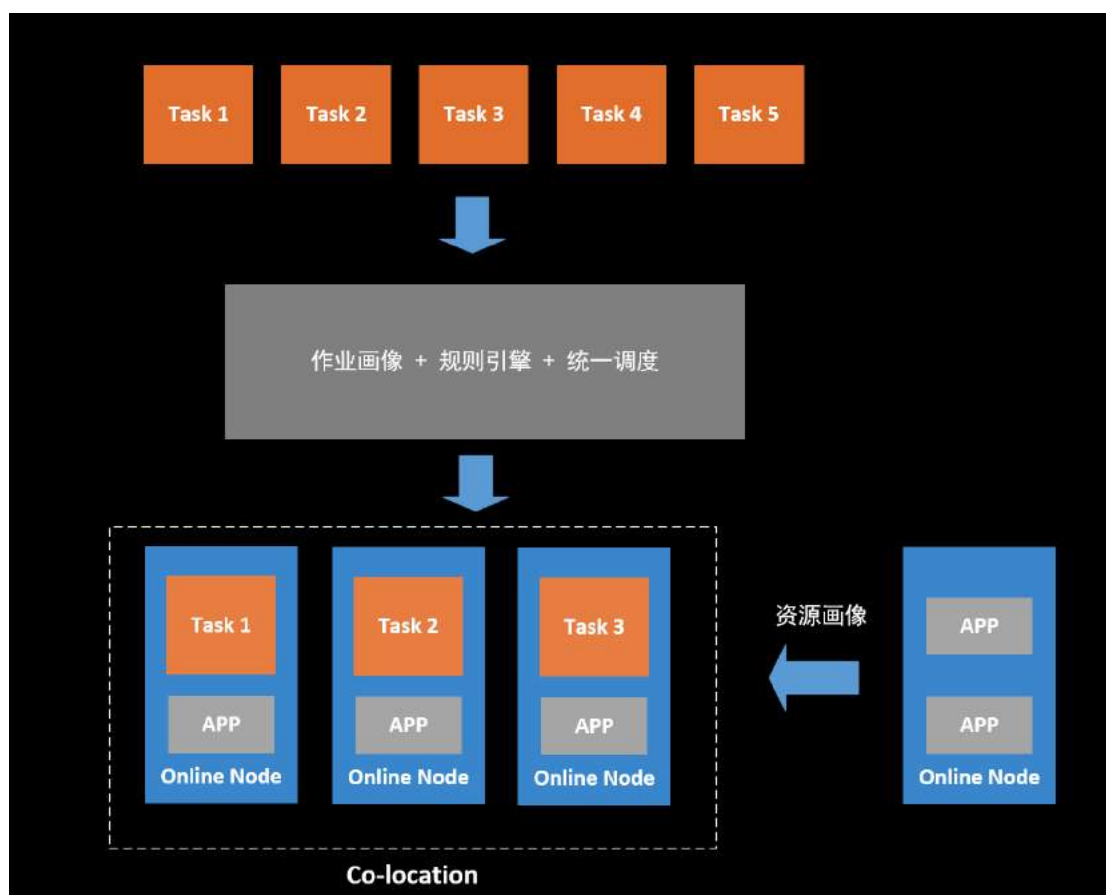 Task 1
Task 2
Task 3
Task 4
Task 5
作业画像 + 规则引擎 + 统一调度
Task 1
Task 2
Task 3
APP
APP
APP
Online Node
Online Node
Online Node
资源画像
APP
APP
Online Node
Co-location